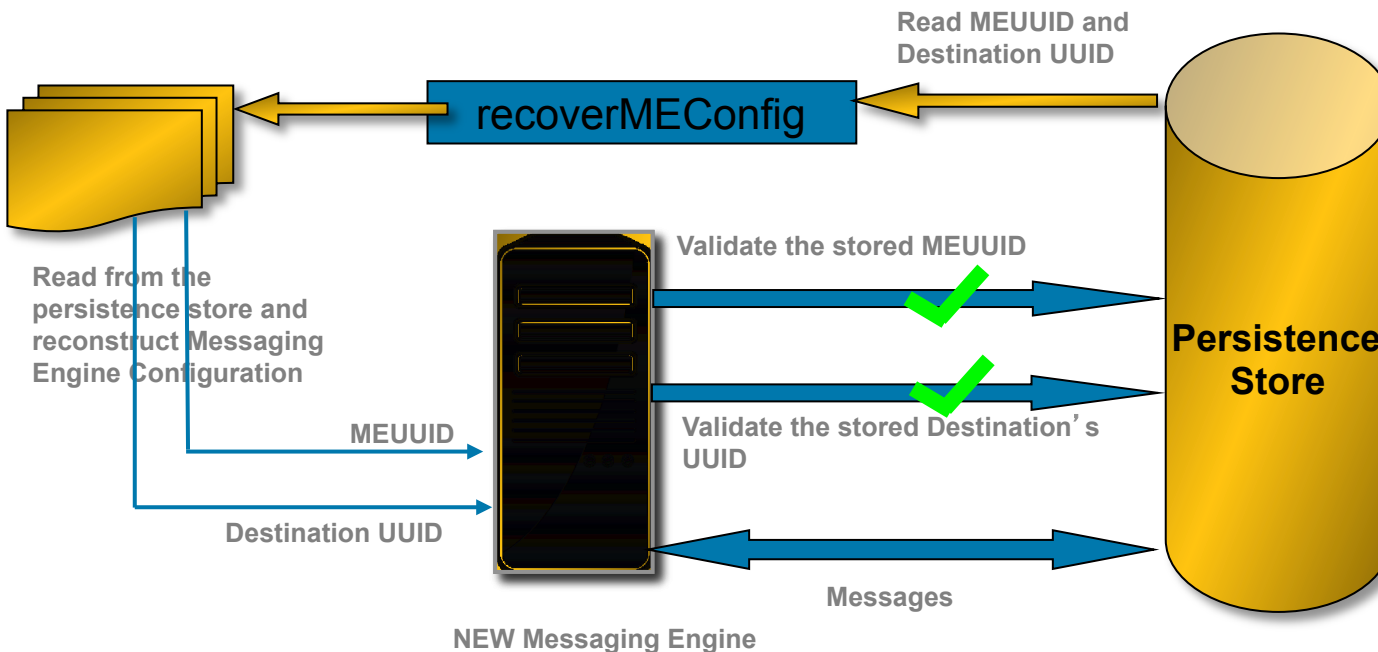 Read MEUUID and
Destination UUID
recoverMEConfig
Validate the stored MEUUID
Read from the
persistence store and
reconstruct Messaging
Engine Configuration
Persistence
Store
MEUUID
Validate the stored Destination’s
UUID
Destination UUID
Messages
NEW Messaging Engine